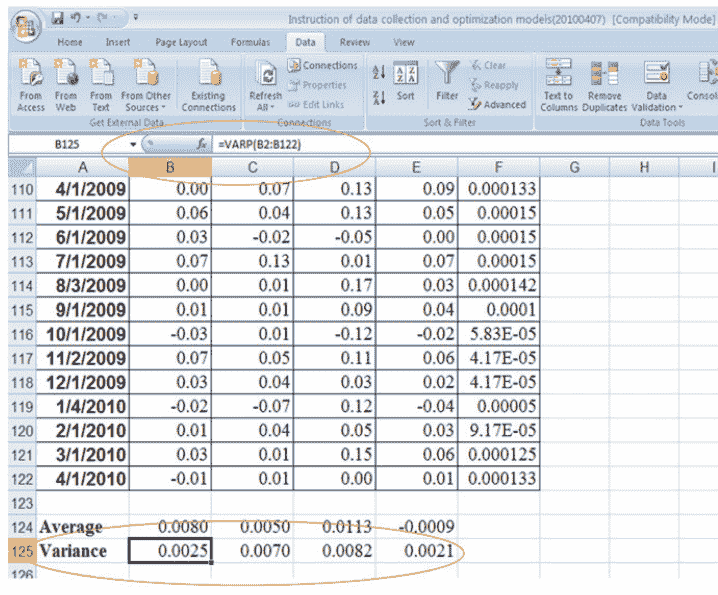 Instruction of data collection and optimization models(20100407) [Compatibility Mode]
Home Insert Page Layout Formulas Data Review View
From Access From Web From Text From Other Sources Existing Connections Refresh All Connections Properties Edit Links Sort Filter Clear Reapply Advanced Text to Columns Remove Duplicates Data Validation Consol
Get External Data Connections Sort & Filter Data Tools
B125 fx =VARP(B2:B122)
A B C D E F G H I
110 4/1/2009 0.00 0.07 0.13 0.09 0.000133
111 5/1/2009 0.06 0.04 0.13 0.05 0.00015
112 6/1/2009 0.03 -0.02 -0.05 0.00 0.00015
113 7/1/2009 0.07 0.13 0.01 0.07 0.00015
114 8/3/2009 0.00 0.01 0.17 0.03 0.000142
115 9/1/2009 0.01 0.01 0.09 0.04 0.0001
116 10/1/2009 -0.03 0.01 -0.12 -0.02 5.83E-05
117 11/2/2009 0.07 0.05 0.11 0.06 4.17E-05
118 12/1/2009 0.03 0.04 0.03 0.02 4.17E-05
119 1/4/2010 -0.02 -0.07 0.12 -0.04 0.00005
120 2/1/2010 0.01 0.04 0.05 0.03 9.17E-05
121 3/1/2010 0.03 0.01 0.15 0.06 0.000125
122 4/1/2010 -0.01 0.01 0.00 0.01 0.000133
123
124 Average 0.0080 0.0050 0.0113 -0.0009
125 Variance 0.0025 0.0070 0.0082 0.0021
126